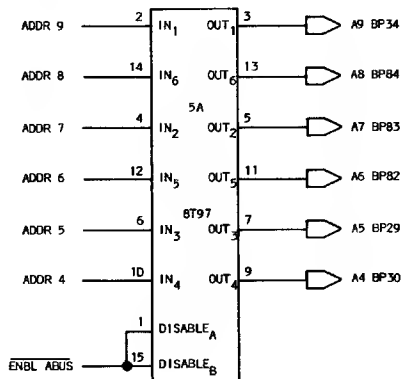 ADDR 9 2 IN1 OUT1 3 A9 BP34
ADDR 8 14 IN6 OUT6 13 A8 BP84
5A
ADDR 7 4 IN2 OUT2 5 A7 BP83
ADDR 6 12 IN5 OUT5 11 A6 BP82
8T97
ADDR 5 6 IN3 OUT3 7 A5 BP29
ADDR 4 10 IN4 OUT4 9 A4 BP30
1 DISABLEA
ENBL ABUS 15 DISABLEB